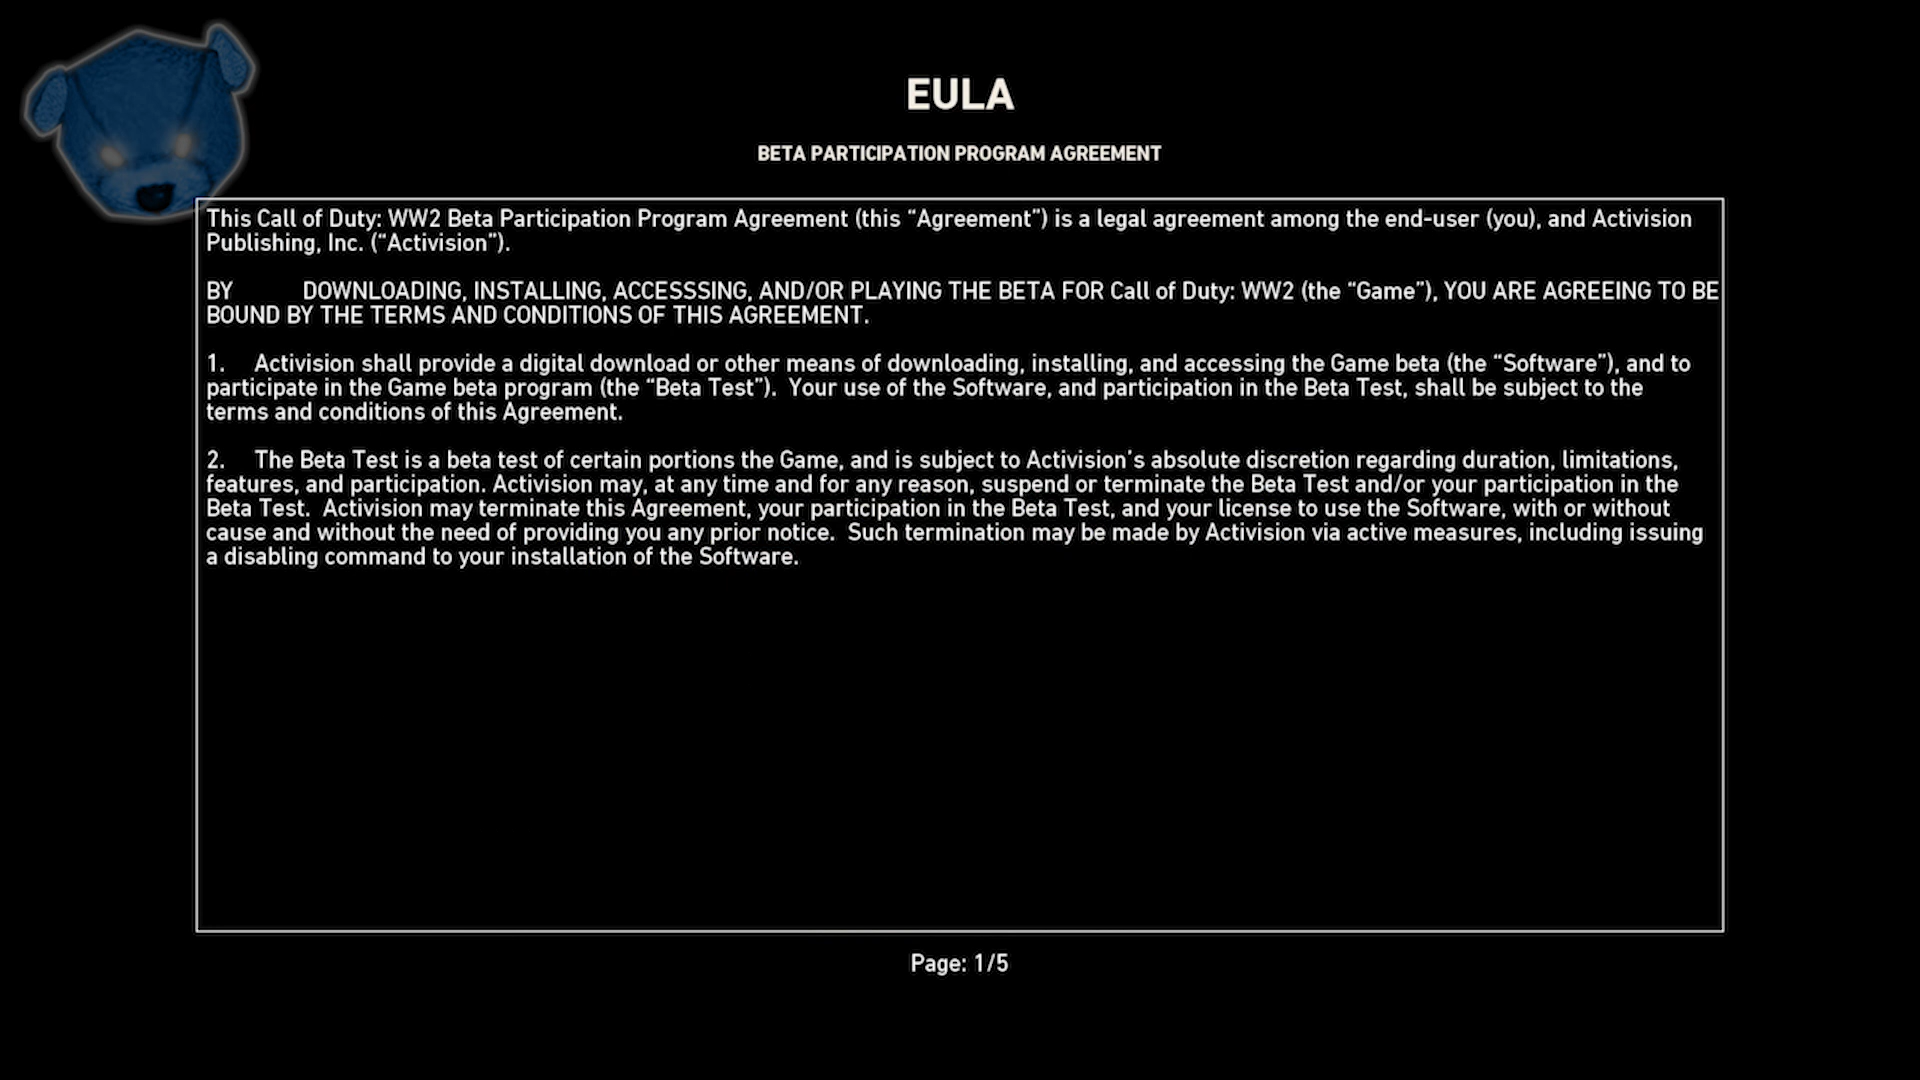 EULA
BETA PARTICIPATION PROGRAM AGREEMENT
This Call of Duty: WW2 Beta Participation Program Agreement (this “Agreement”) is a legal agreement among the end-user (you), and Activision
Publishing, Inc. (“Activision”).
BY DOWNLOADING, INSTALLING, ACCESSSING, AND/OR PLAYING THE BETA FOR Call of Duty: WW2 (the “Game”), YOU ARE AGREEING TO BE
BOUND BY THE TERMS AND CONDITIONS OF THIS AGREEMENT.
1. Activision shall provide a digital download or other means of downloading, installing, and accessing the Game beta (the “Software”), and to
participate in the Game beta program (the “Beta Test”). Your use of the Software, and participation in the Beta Test, shall be subject to the
terms and conditions of this Agreement.
2. The Beta Test is a beta test of certain portions the Game, and is subject to Activision's absolute discretion regarding duration, limitations,
features, and participation. Activision may, at any time and for any reason, suspend or terminate the Beta Test and/or your participation in the
Beta Test. Activision may terminate this Agreement, your participation in the Beta Test, and your license to use the Software, with or without
cause and without the need of providing you any prior notice. Such termination may be made by Activision via active measures, including issuing
a disabling command to your installation of the Software.
Page: 1/5